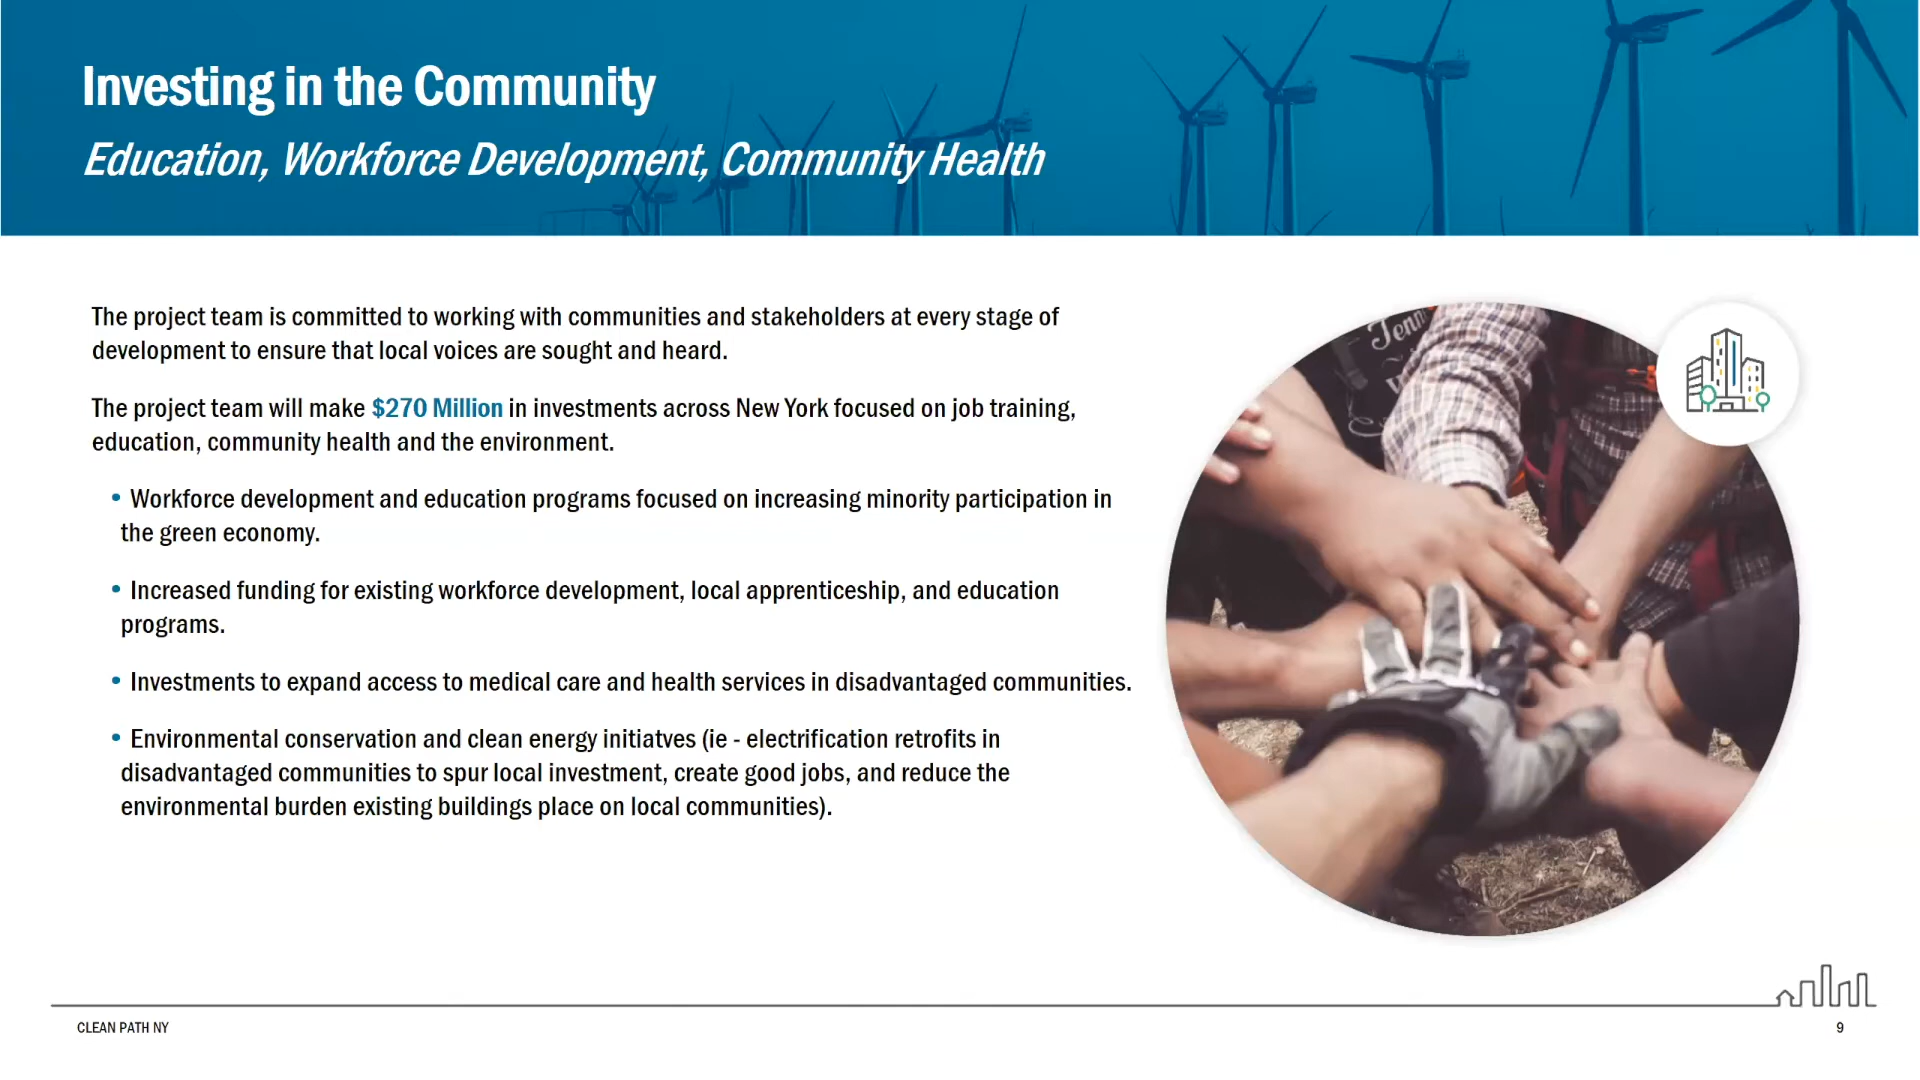 Investing in the Community
Education, Workforce Development, Community Health
The project team is committed to working with communities and stakeholders at every stage of
development to ensure that local voices are sought and heard.
The project team will make $270 Million in investments across New York focused on job training,
education, community health and the environment.
• Workforce development and education programs focused on increasing minority participation in
the green economy.
• Increased funding for existing workforce development, local apprenticeship, and education
programs.
• Investments to expand access to medical care and health services in disadvantaged communities.
• Environmental conservation and clean energy initiatves (ie - electrification retrofits in
disadvantaged communities to spur local investment, create good jobs, and reduce the
environmental burden existing buildings place on local communities).
CLEAN PATH NY
9